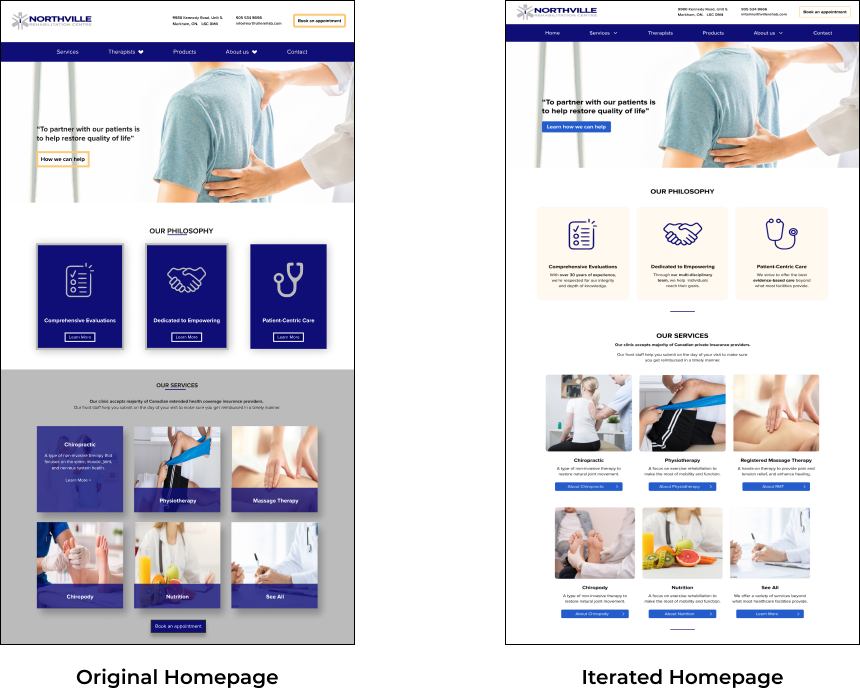 NORTHVILLE
REHABILITATION CENTRE
9980 Kennedy Road, Unit 5.
Markham, ON. L6C 0M4
905 534 9666
info@northvillerehab.com
Book an appointment
Services
Therapists
Products
About us
Contact
“To partner with our patients is
to help restore quality of life”
How we can help
OUR PHILOSOPHY
Comprehensive Evaluations
Learn More
Dedicated to Empowering
Learn More
Patient-Centric Care
Learn More
OUR SERVICES
Our clinic accepts majority of Canadian extended health coverage insurance providers.
Our front staff help you submit on the day of your visit to make sure you get reimbursed in a timely manner.
Chiropractic
A type of non-invasive therapy that
focuses on the spine, muscle, joint,
and nervous system health.
Learn More >
Physiotherapy
Massage Therapy
Chiropody
Nutrition
See All
Book an appointment
Original Homepage
NORTHVILLE
REHABILITATION CENTRE
9980 Kennedy Road, Unit 5.
Markham, ON. L6C 0M4
905 534 9666
info@northvillerehab.com
Book an appointment
Home
Services
Therapists
Products
About us
Contact
“To partner with our patients is
to help restore quality of life”
Learn how we can help
OUR PHILOSOPHY
Comprehensive Evaluations
With over 30 years of experience,
we're respected for our integrity
and depth of knowledge.
Dedicated to Empowering
Through our multi-disciplinary
team, we help individuals
reach their goals.
Patient-Centric Care
We strive to offer the best
evidence-based care beyond
what most facilities provide.
OUR SERVICES
Our clinic accepts majority of Canadian private insurance providers.
Our front staff help you submit on the day of your visit to make sure
you get reimbursed in a timely manner.
Chiropractic
A type of non-invasive therapy to
restore natural joint movement.
About Chiropractic >
Physiotherapy
A focus on exercise rehabilitation to
make the most of mobility and function.
About Physiotherapy >
Registered Massage Therapy
A hands-on therapy to provide pain and
tension relief, and enhance healing.
About RMT >
Chiropody
A type of non-invasive therapy to
restore natural joint movement.
About Chiropody >
Nutrition
A focus on exercise rehabilitation to
make the most of mobility and function.
About Nutrition >
See All
We offer a variety of services beyond
what most healthcare facilities provide.
Learn More >
Iterated Homepage